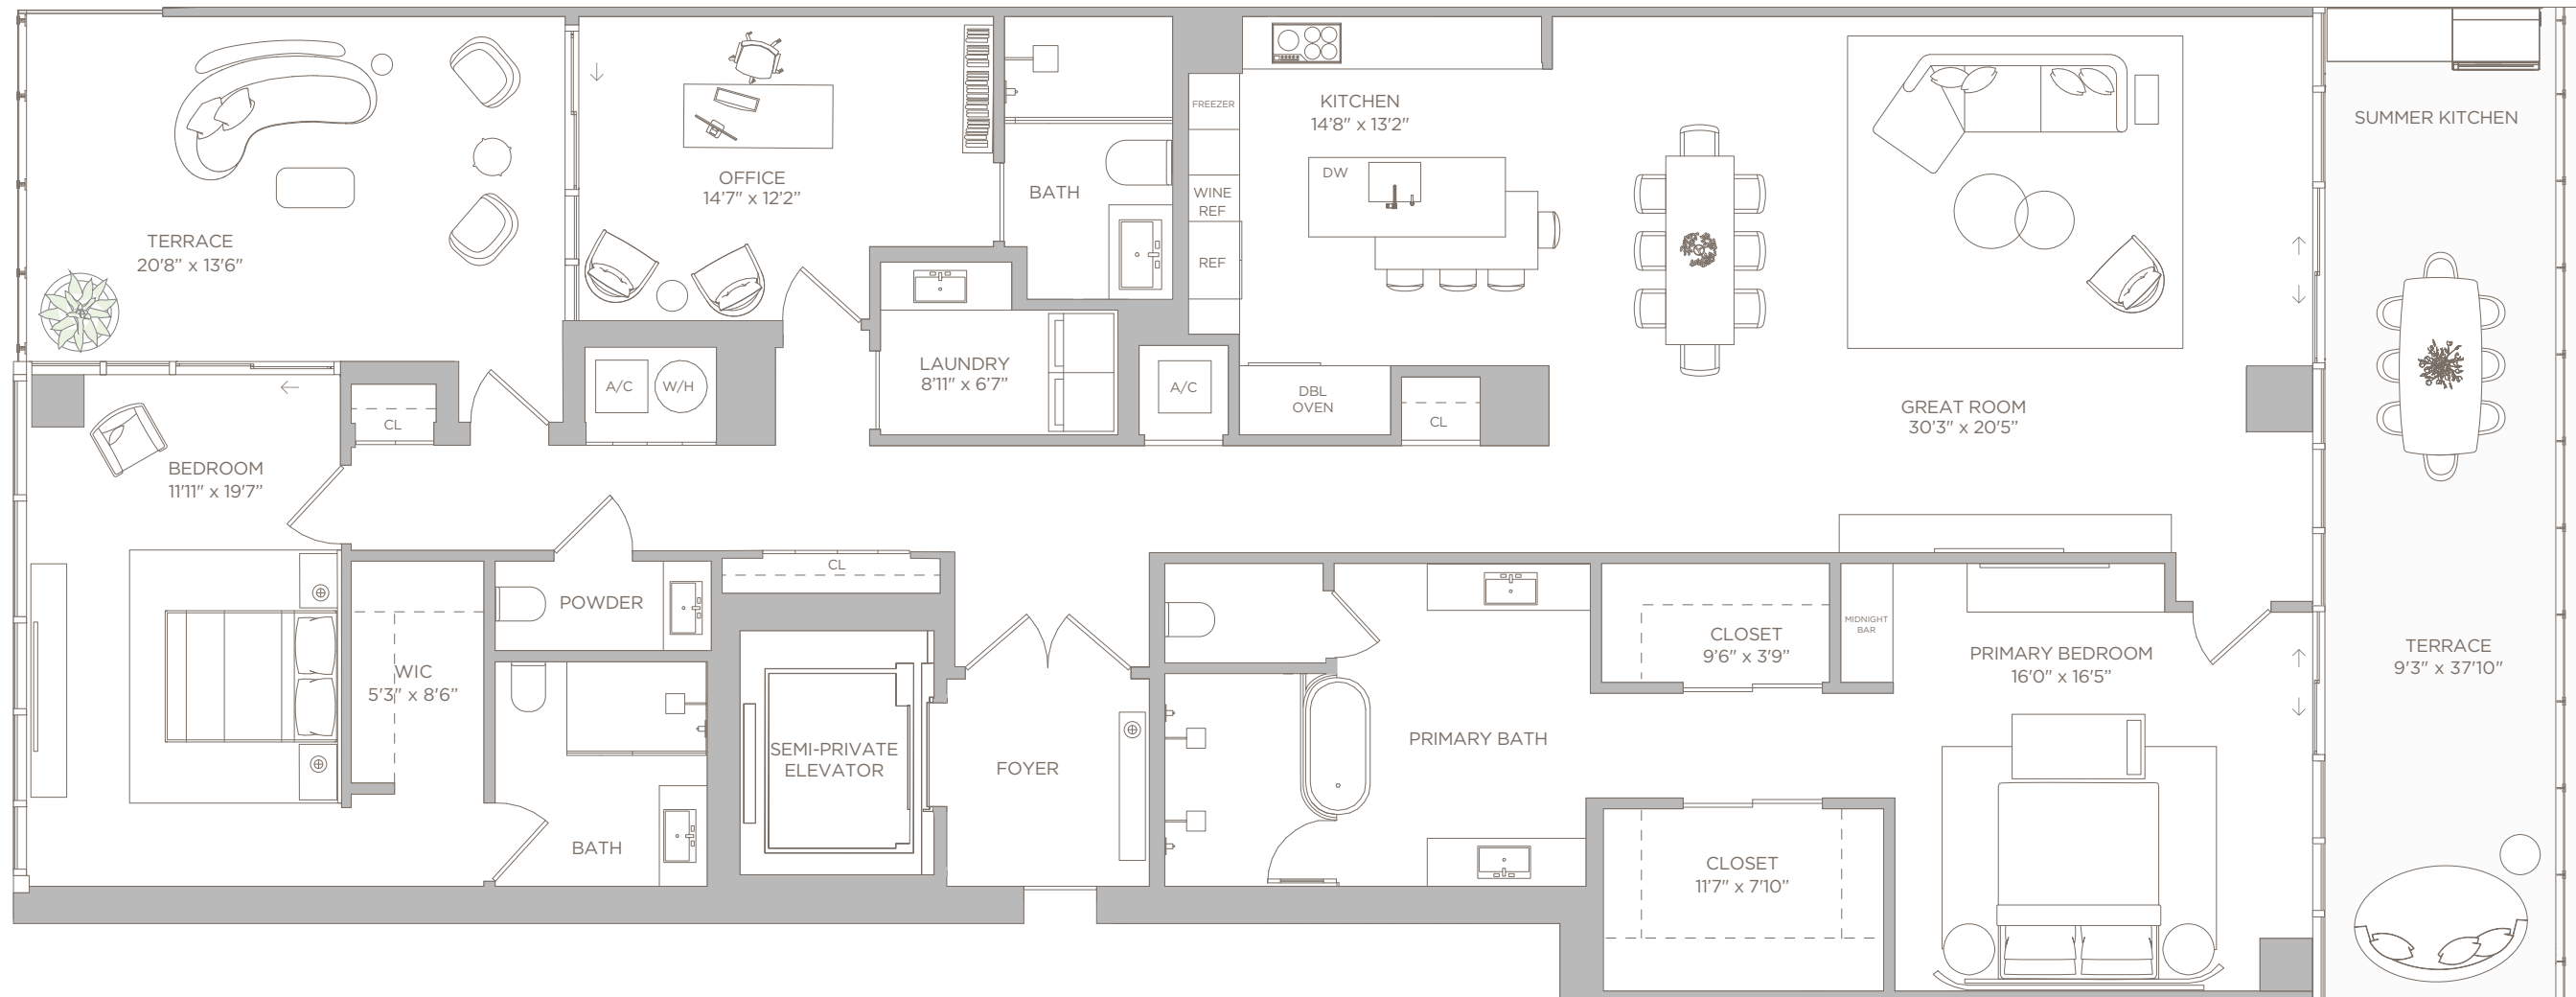 TERRACE
20'8" x 13'6"
OFFICE
14'7" x 12'2"
BATH
FREEZER
WINE
REF
REF
KITCHEN
14'8" x 13'2"
DW
SUMMER KITCHEN
A/C
W/H
LAUNDRY
8'11" x 6'7"
A/C
DBL
OVEN
CL
GREAT ROOM
30'3" x 20'5"
CL
BEDROOM
11'11" x 19'7"
WIC
5'3" x 8'6"
POWDER
CL
BATH
SEMI-PRIVATE
ELEVATOR
FOYER
PRIMARY BATH
CLOSET
9'6" x 3'9"
MIDNIGHT
BAR
PRIMARY BEDROOM
16'0" x 16'5"
TERRACE
9'3" x 37'10"
CLOSET
11'7" x 7'10"